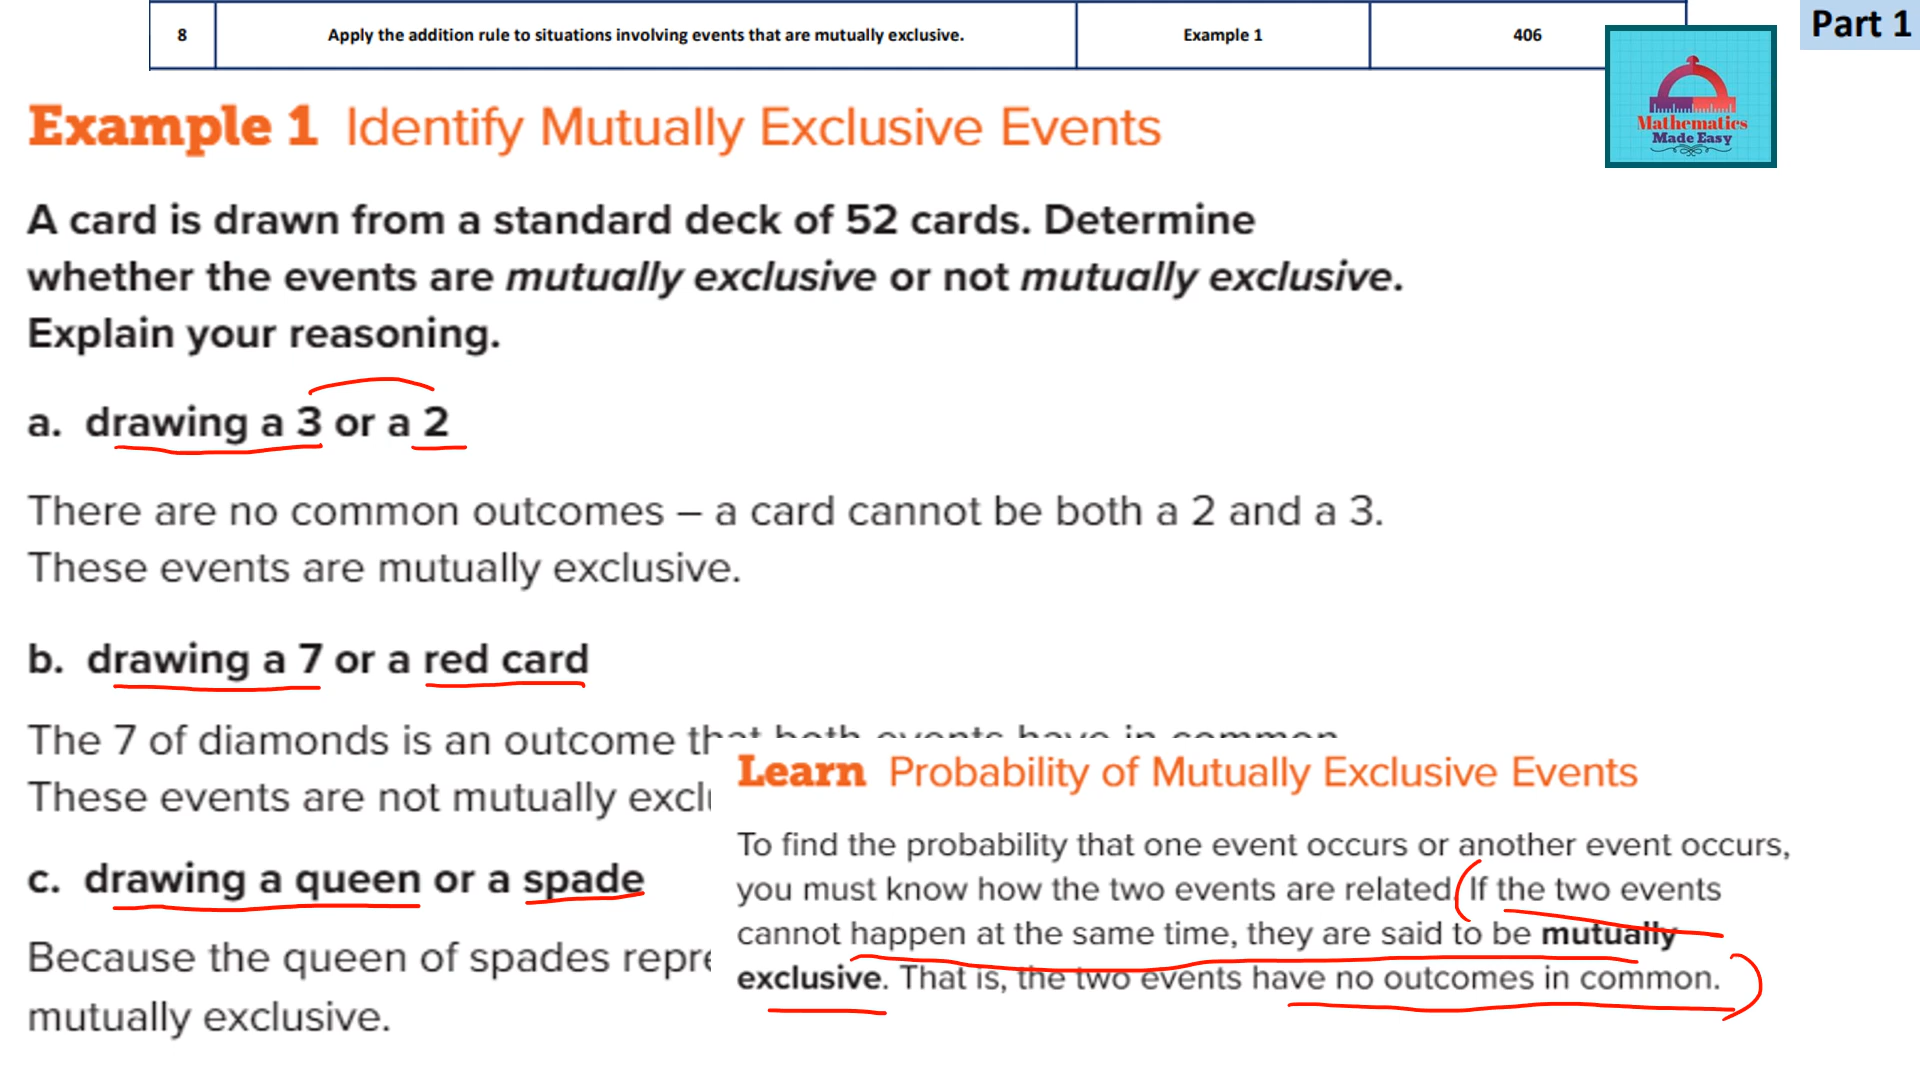 8 Apply the addition rule to situations involving events that are mutually exclusive. Example 1 406
Part 1
Mathematics
Made Easy
Example 1 Identify Mutually Exclusive Events
A card is drawn from a standard deck of 52 cards. Determine
whether the events are mutually exclusive or not mutually exclusive.
Explain your reasoning.
a. drawing a 3 or a 2
There are no common outcomes – a card cannot be both a 2 and a 3.
These events are mutually exclusive.
b. drawing a 7 or a red card
The 7 of diamonds is an outcome that both events have in common.
These events are not mutually
c. drawing a queen or a spade
Because the queen of spades
mutually exclusive.
Learn Probability of Mutually Exclusive Events
To find the probability that one event occurs or another event occurs,
you must know how the two events are related. If the two events
cannot happen at the same time, they are said to be mutually
exclusive. That is, the two events have no outcomes in common.